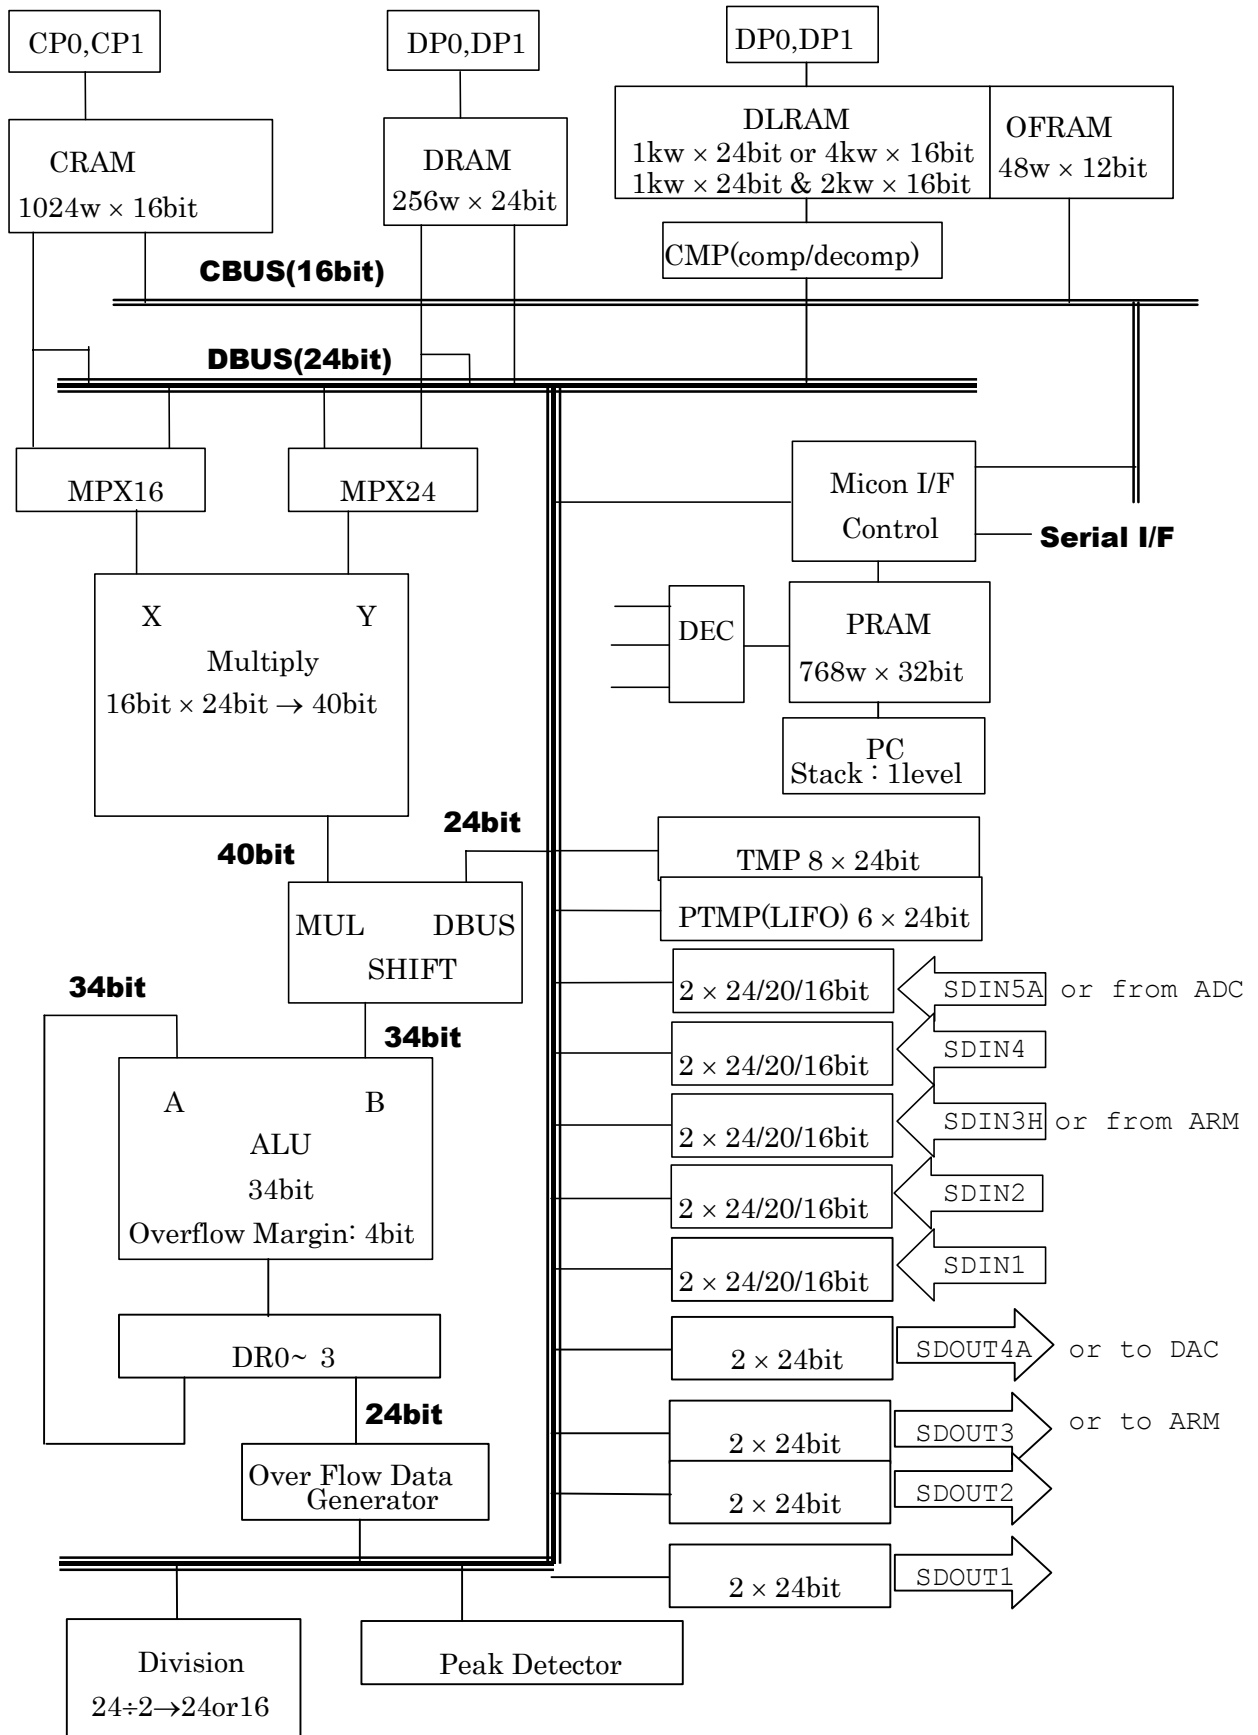 CP0,CP1
DP0,DP1
DP0,DP1
CRAM
1024w × 16bit
DRAM
256w × 24bit
DLRAM
1kw × 24bit or 4kw × 16bit
1kw × 24bit & 2kw × 16bit
OFRAM
48w × 12bit
CMP(comp/decomp)
CBUS(16bit)
DBUS(24bit)
MPX16
MPX24
Micon I/F
Control
Serial I/F
X
Y
Multiply
16bit × 24bit → 40bit
DEC
PRAM
768w × 32bit
PC
Stack : 1level
24bit
40bit
TMP 8 × 24bit
PTMP(LIFO) 6 × 24bit
MUL
DBUS
SHIFT
34bit
34bit
2 × 24/20/16bit
SDIN5A or from ADC
2 × 24/20/16bit
SDIN4
A
B
ALU
34bit
Overflow Margin: 4bit
2 × 24/20/16bit
SDIN3H or from ARM
2 × 24/20/16bit
SDIN2
2 × 24/20/16bit
SDIN1
DR0~ 3
2 × 24bit
SDOUT4A or to DAC
24bit
2 × 24bit
SDOUT3
or to ARM
Over Flow Data
Generator
2 × 24bit
SDOUT2
2 × 24bit
SDOUT1
Division
24÷2→24or16
Peak Detector